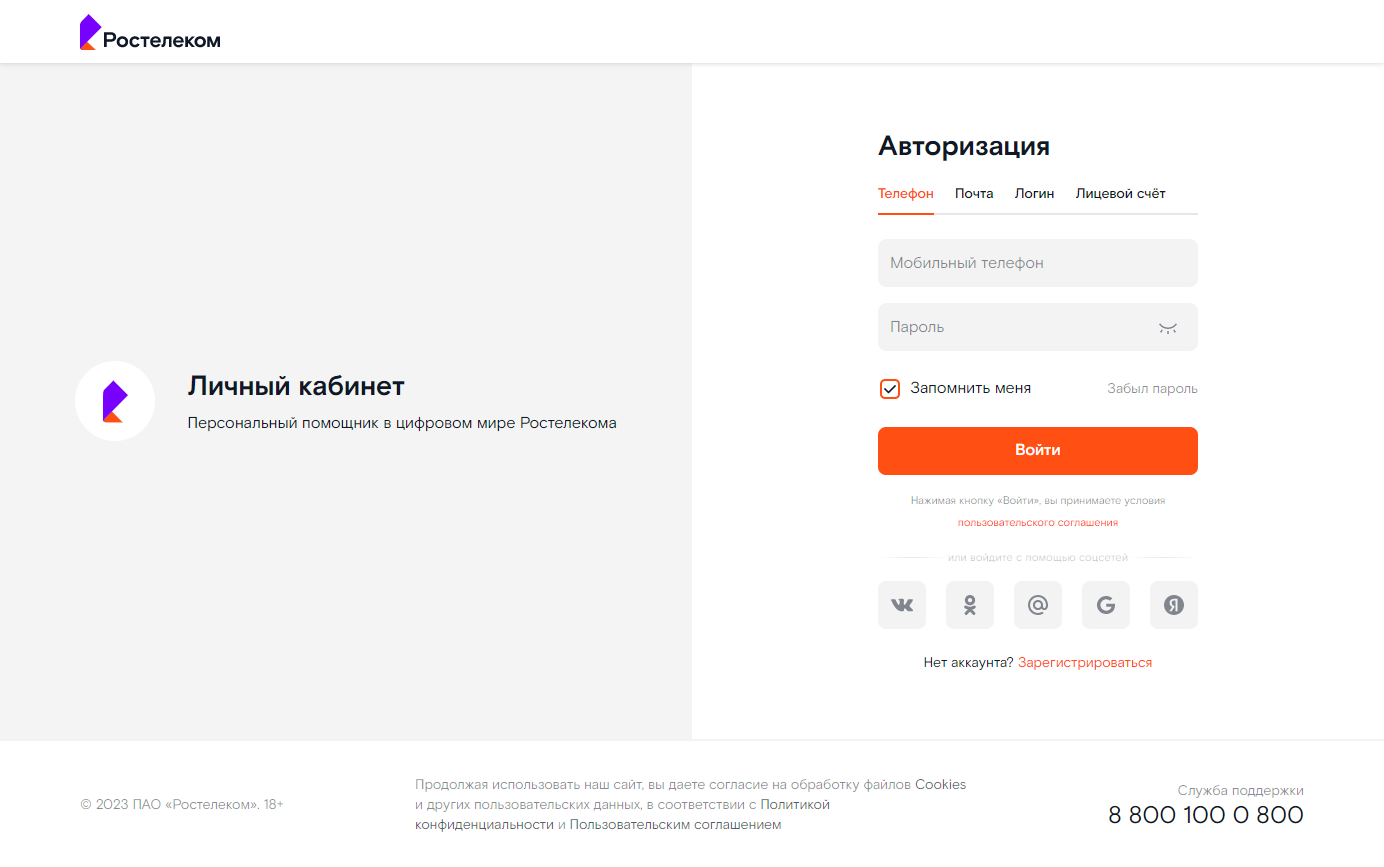 Ростелеком
Личный кабинет
Персональный помощник в цифровом мире Ростелекома
Авторизация
Телефон Почта Логин Лицевой счёт
Мобильный телефон
Пароль
Запомнить меня Забыл пароль
Войти
Нажимая кнопку «Войти», вы принимаете условия
пользовательского соглашения
или войдите с помощью соцсетей
Нет аккаунта? Зарегистрироваться
© 2023 ПАО «Ростелеком». 18+
Продолжая использовать наш сайт, вы даете согласие на обработку файлов Cookies
и других пользовательских данных, в соответствии с Политикой
конфиденциальности и Пользовательским соглашением
Служба поддержки
8 800 100 0 800